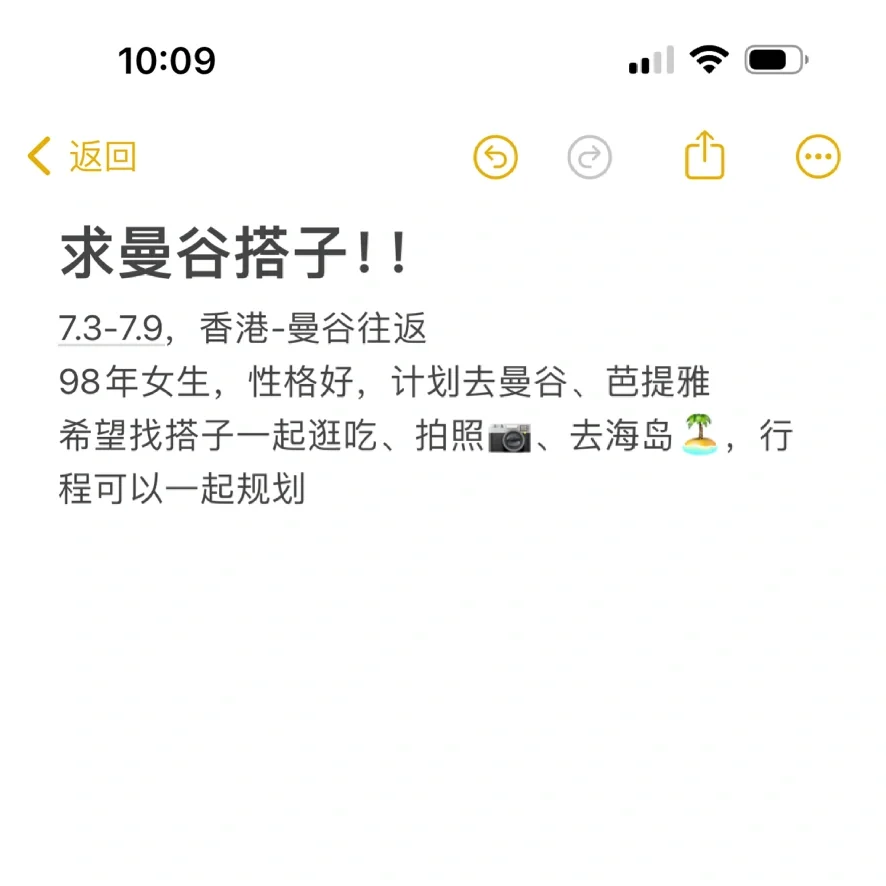 10:09
返回
求曼谷搭子！！
7.3-7.9，香港-曼谷往返
98年女生，性格好，计划去曼谷、芭提雅
希望找搭子一起逛吃、拍照📷、去海岛🏝️，行
程可以一起规划